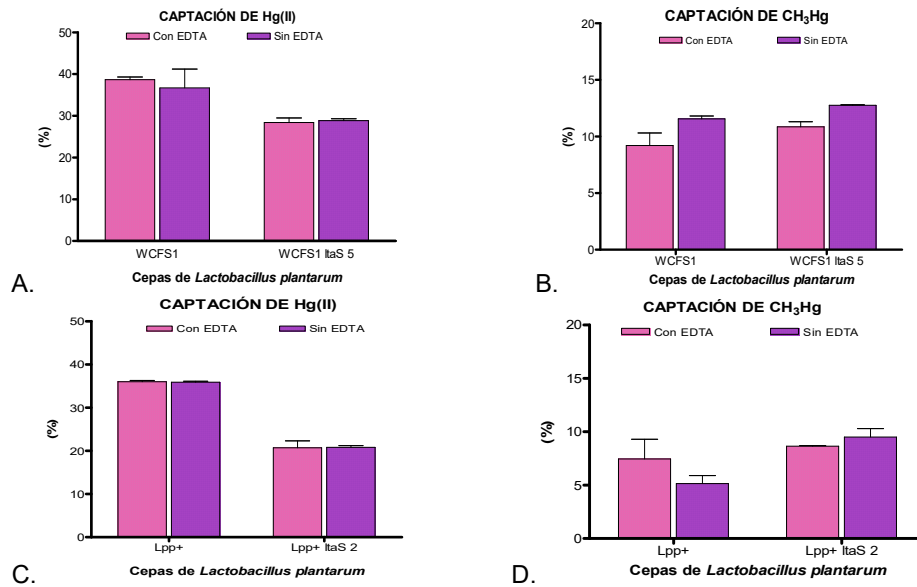 CAPTACIÓN DE Hg(II)
Con EDTA Sin EDTA
50
40
30
20
10
0
(%)
WCFS1 WCFS1 ltaS 5
Cepas de Lactobacillus plantarum
A.
CAPTACIÓN DE CH₃Hg
Con EDTA Sin EDTA
20
15
10
5
0
(%)
WCFS1 WCFS1 ltaS 5
Cepas de Lactobacillus plantarum
B.
CAPTACIÓN DE Hg(II)
Con EDTA Sin EDTA
50
40
30
20
10
0
(%)
Lpp+ Lpp+ ltaS 2
Cepas de Lactobacillus plantarum
C.
CAPTACIÓN DE CH₃Hg
Con EDTA Sin EDTA
20
15
10
5
0
(%)
Lpp+ Lpp+ ltaS 2
Cepas de Lactobacillus plantarum
D.